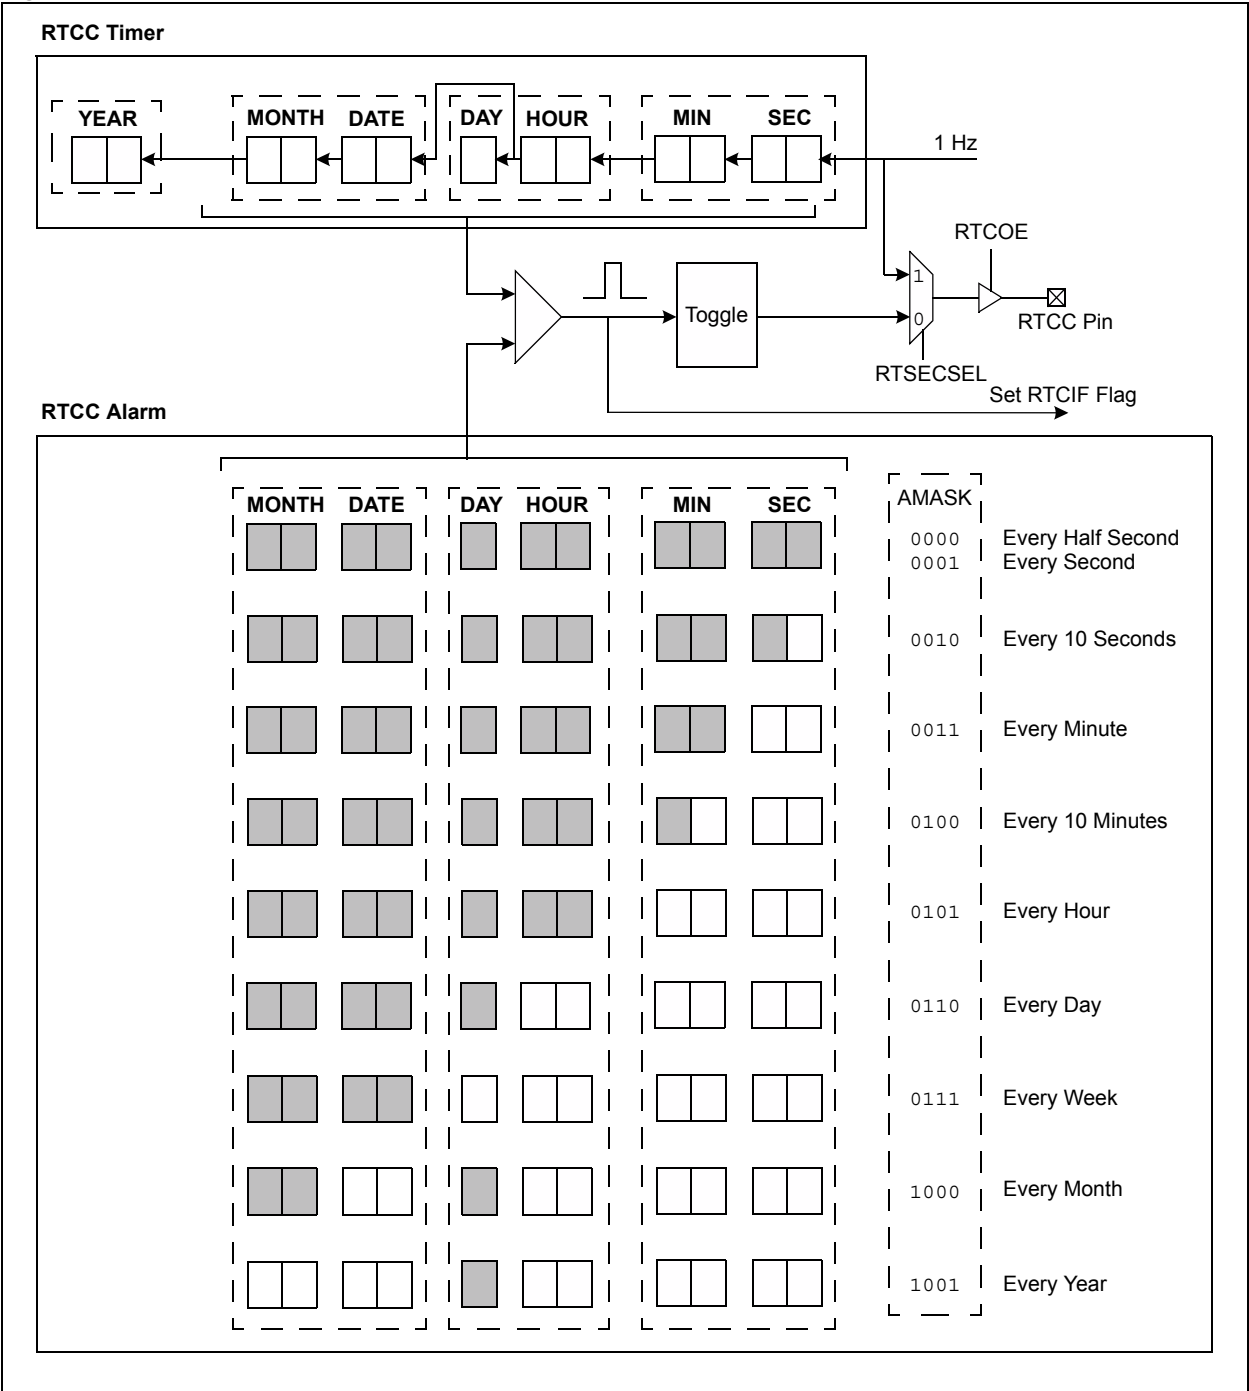 RTCC Timer
YEAR MONTH DATE DAY HOUR MIN SEC
1 Hz
RTCOE
1
Toggle
0
RTCC Pin
RTSECSEL
Set RTCIF Flag
RTCC Alarm
MONTH DATE DAY HOUR MIN SEC AMASK
0000 Every Half Second
0001 Every Second
0010 Every 10 Seconds
0011 Every Minute
0100 Every 10 Minutes
0101 Every Hour
0110 Every Day
0111 Every Week
1000 Every Month
1001 Every Year